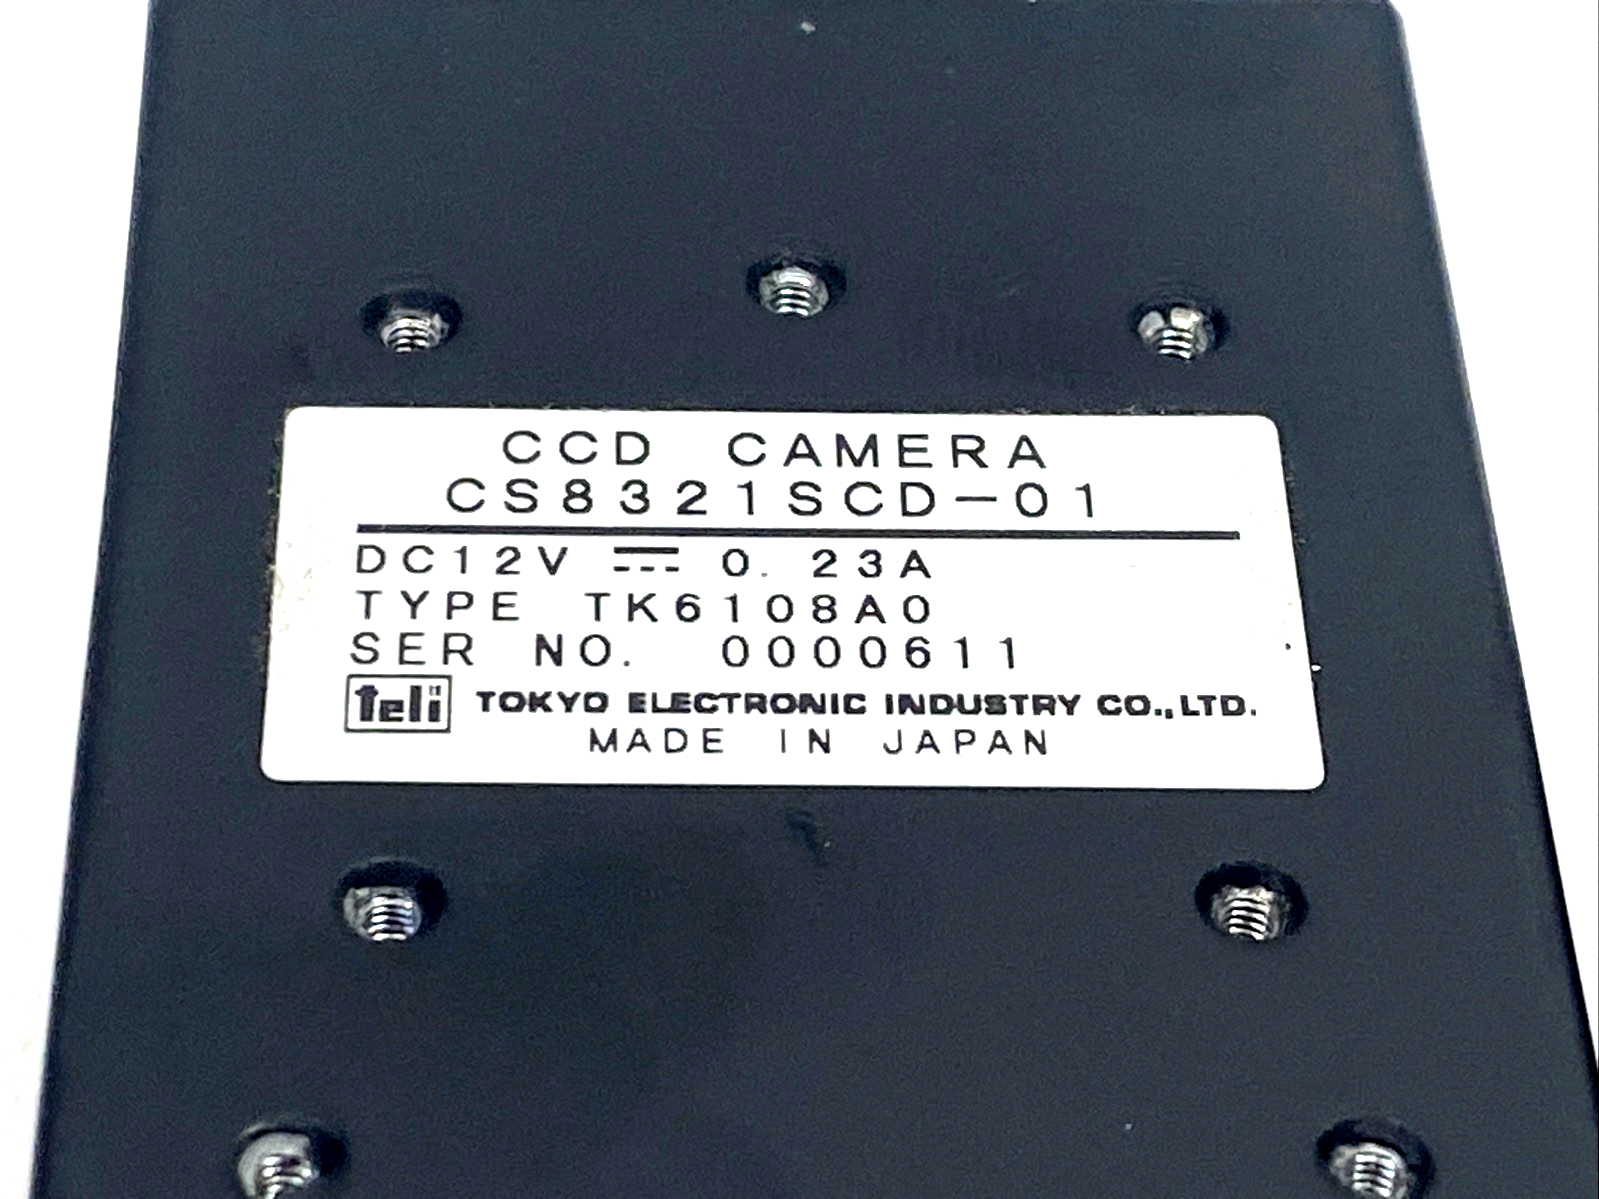 CCD CAMERA
CS8321SCD-01
DC12V ⎓ 0.23A
TYPE TK6108A0
SER NO. 0000611
teli TOKYO ELECTRONIC INDUSTRY CO.,LTD.
MADE IN JAPAN